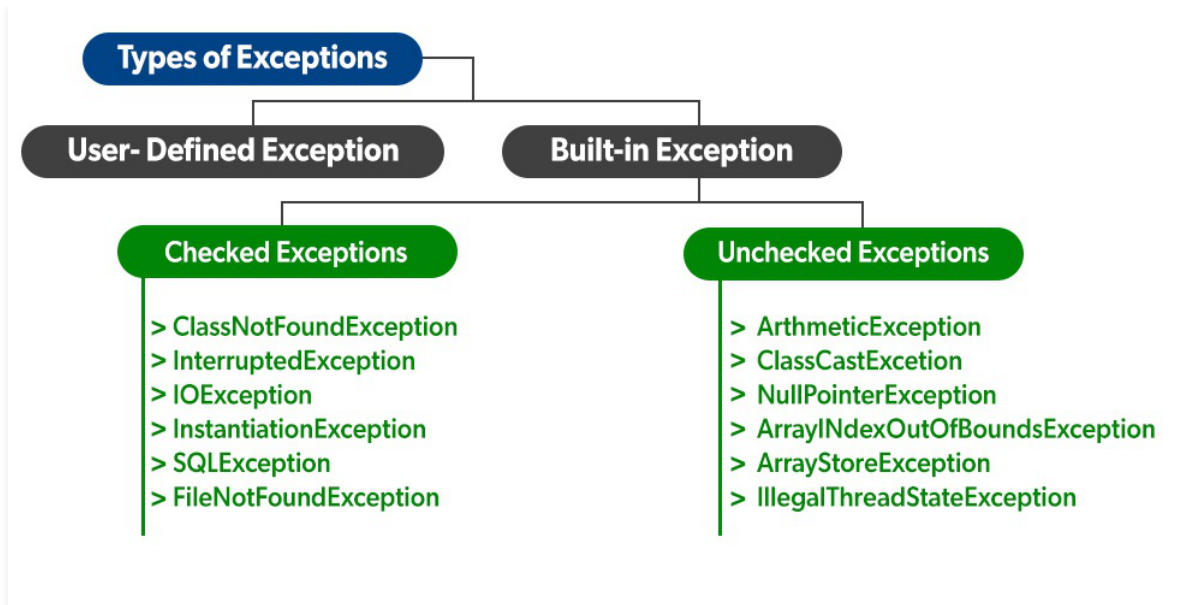 Types of Exceptions
User- Defined Exception
Built-in Exception
Checked Exceptions
> ClassNotFoundException
> InterruptedException
> IOException
> InstantiationException
> SQLException
> FileNotFoundException
Unchecked Exceptions
> ArthmeticException
> ClassCastExcetion
> NullPointerException
> ArrayINdexOutOfBoundsException
> ArrayStoreException
> IllegalThreadStateException